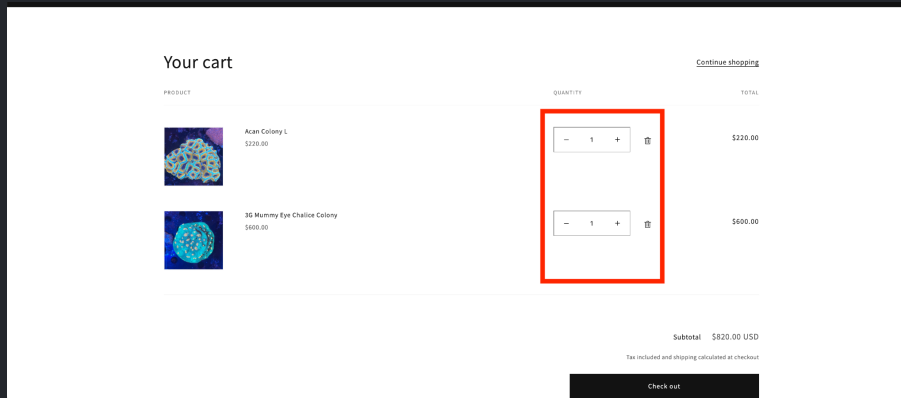 Your cart
Continue shopping
PRODUCT
QUANTITY
TOTAL
Acan Colony L
$220.00
− 1 +
$220.00
3G Mummy Eye Chalice Colony
$600.00
− 1 +
$600.00
Subtotal $820.00 USD
Tax included and shipping calculated at checkout
Check out